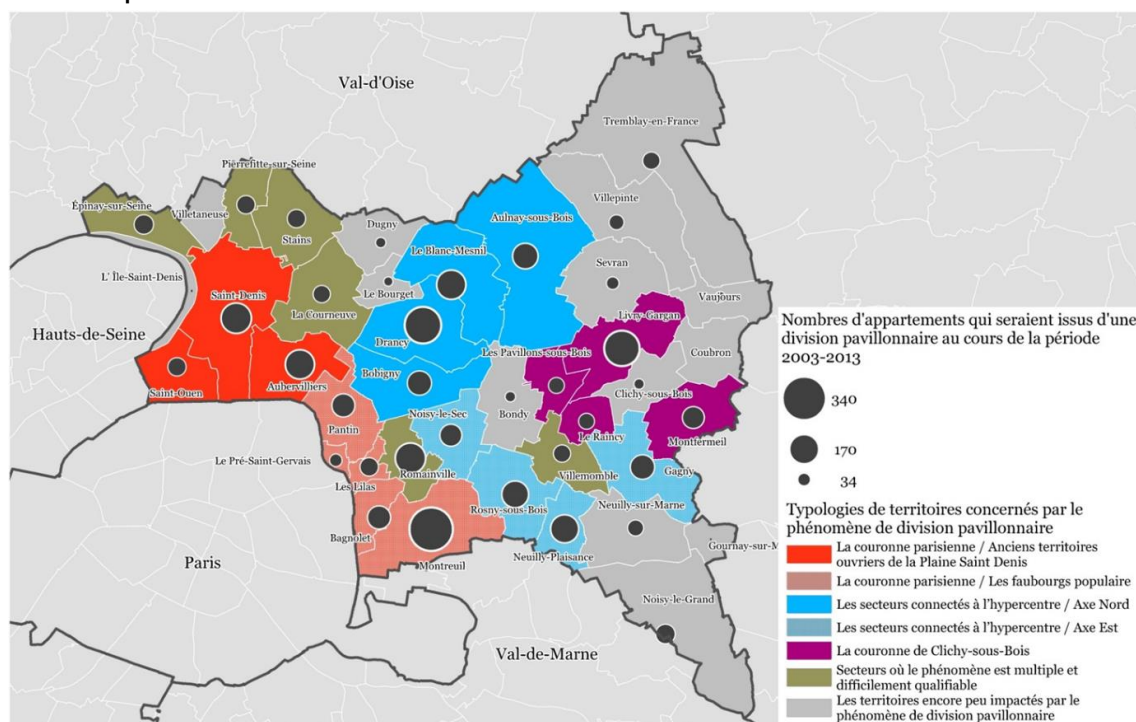 Val-d'Oise
Tremblay-en-France
Pierrefitte-sur-Seine
Épinay-sur-Seine
Villetaneuse
Villepinte
Stains
Dugny
Aulnay-sous-Bois
Le Blanc-Mesnil
L' Île-Saint-Denis
Sevran
Saint-Denis
Le Bourget
Vaujours
La Courneuve
Livry-Gargan
Hauts-de-Seine
Drancy
Les Pavillons-sous-Bois
Coubron
Bobigny
Aubervilliers
Clichy-sous-Bois
Saint-Ouen
Noisy-le-Sec
Bondy
Pantin
Le Raincy
Montfermeil
Le Pré-Saint-Gervais
Romainville
Villemomble
Gagny
Les Lilas
Rosny-sous-Bois
Neuilly-sur-Marne
Bagnolet
Neuilly-Plaisance
Gournay-sur-M
Paris
Montreuil
Noisy-le-Grand
Val-de-Marne
Nombres d'appartements qui seraient issus d'une
division pavillonnaire au cours de la période
2003-2013
340
170
34
Typologies de territoires concernés par le
phénomène de division pavillonnaire
La couronne parisienne / Anciens territoires
ouvriers de la Plaine Saint Denis
La couronne parisienne / Les faubourgs populaire
Les secteurs connectés à l'hypercentre / Axe Nord
Les secteurs connectés à l'hypercentre / Axe Est
La couronne de Clichy-sous-Bois
Secteurs où le phénomène est multiple et
difficilement qualifiable
Les territoires encore peu impactés par le
phénomène de division pavillonnaire